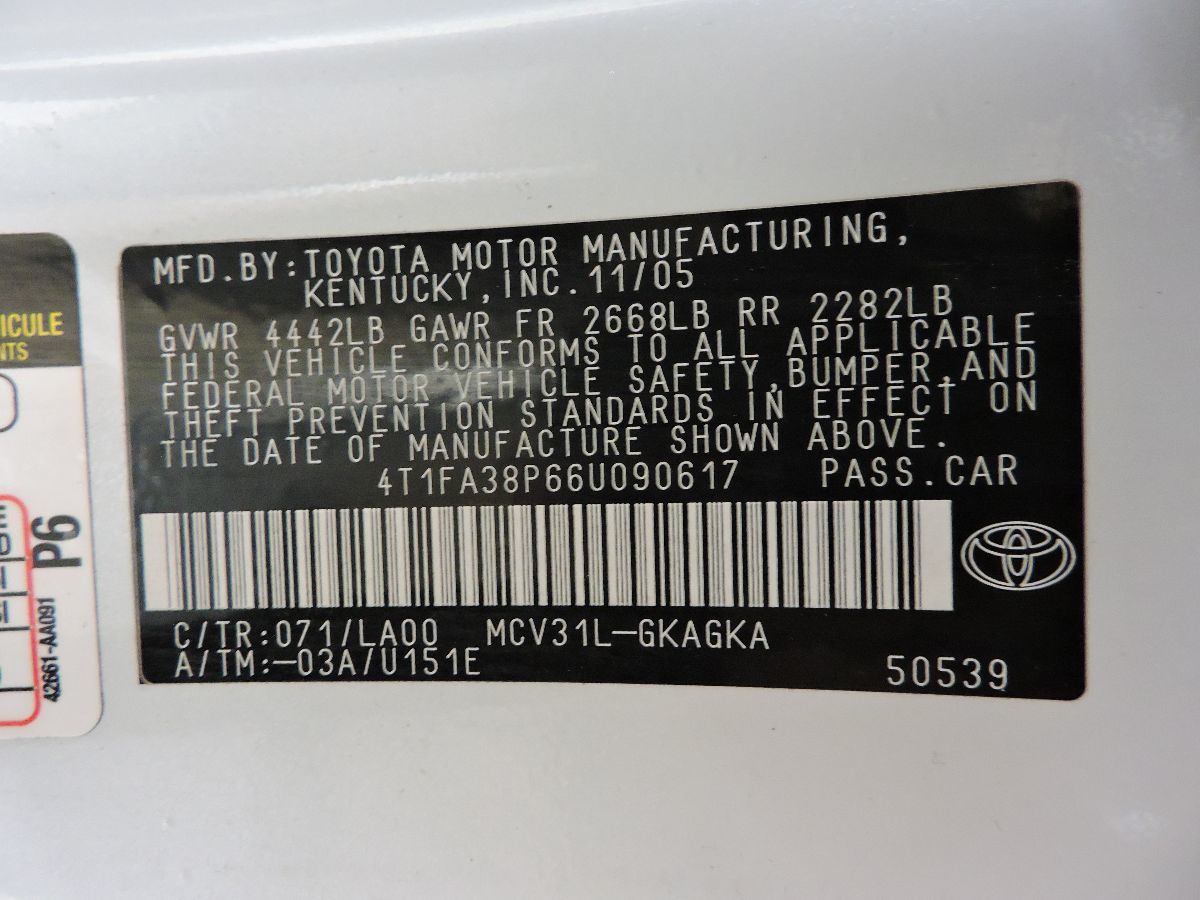 MFD.BY:TOYOTA MOTOR MANUFACTURING,
KENTUCKY, INC. 11/05
GVWR 4442LB GAWR FR 2668LB RR 2282LB
THIS VEHICLE CONFORMS TO ALL APPLICABLE
FEDERAL MOTOR VEHICLE SAFETY, BUMPER, AND
THEFT PREVENTION STANDARDS IN EFFECT ON
THE DATE OF MANUFACTURE SHOWN ABOVE.
4T1FA38P66U090617 PASS.CAR
C/TR:071/LA00 MCV31L-GKAGKA
A/TM:-03A/U151E 50539
ICULE
NTS
P6
42661-AA091